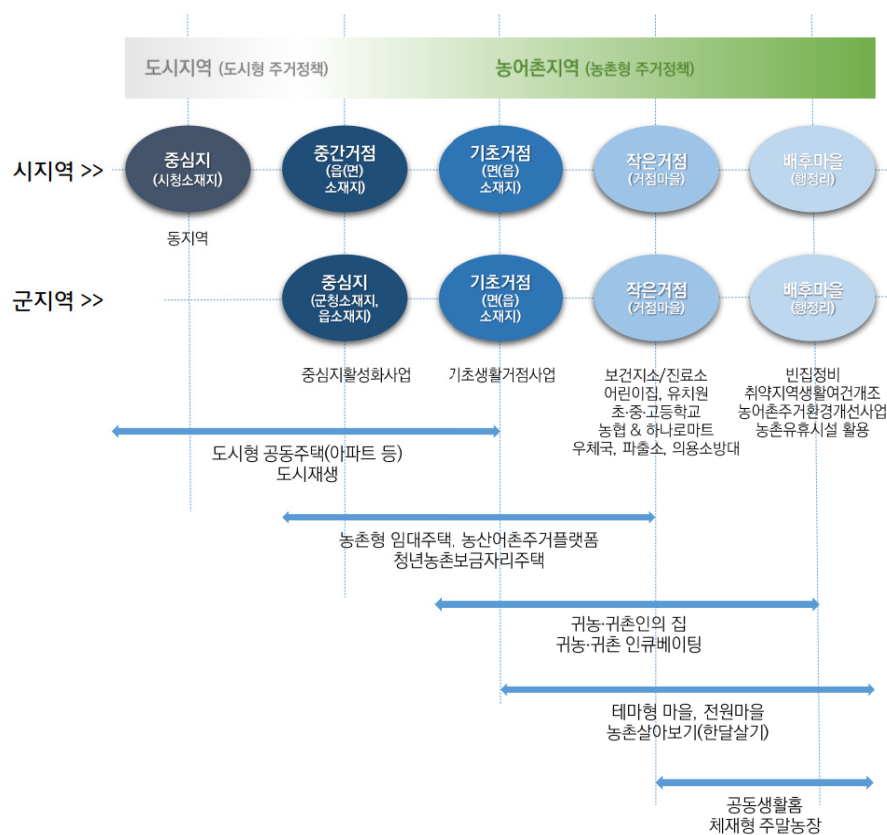 도시지역 (도시형 주거정책)
농어촌지역 (농촌형 주거정책)
시지역 >>
중심지
(시청소재지)
중간거점
(읍(면)
소재지)
기초거점
(면(읍)
소재지)
작은거점
(거점마을)
배후마을
(행정리)
동지역
군지역 >>
중심지
(군청소재지,
읍소재지)
기초거점
(면(읍)
소재지)
작은거점
(거점마을)
배후마을
(행정리)
중심지활성화사업
기초생활거점사업
보건지소/진료소
어린이집, 유치원
초·중·고등학교
농협 & 하나로마트
우체국, 파출소, 의용소방대
빈집정비
취약지역생활여건개조
농어촌주거환경개선사업
농촌유휴시설 활용
도시형 공동주택(아파트 등)
도시재생
농촌형 임대주택, 농산어촌주거플랫폼
청년농촌보금자리주택
귀농·귀촌인의 집
귀농·귀촌 인큐베이팅
테마형 마을, 전원마을
농촌살아보기(한달살기)
공동생활홈
체재형 주말농장